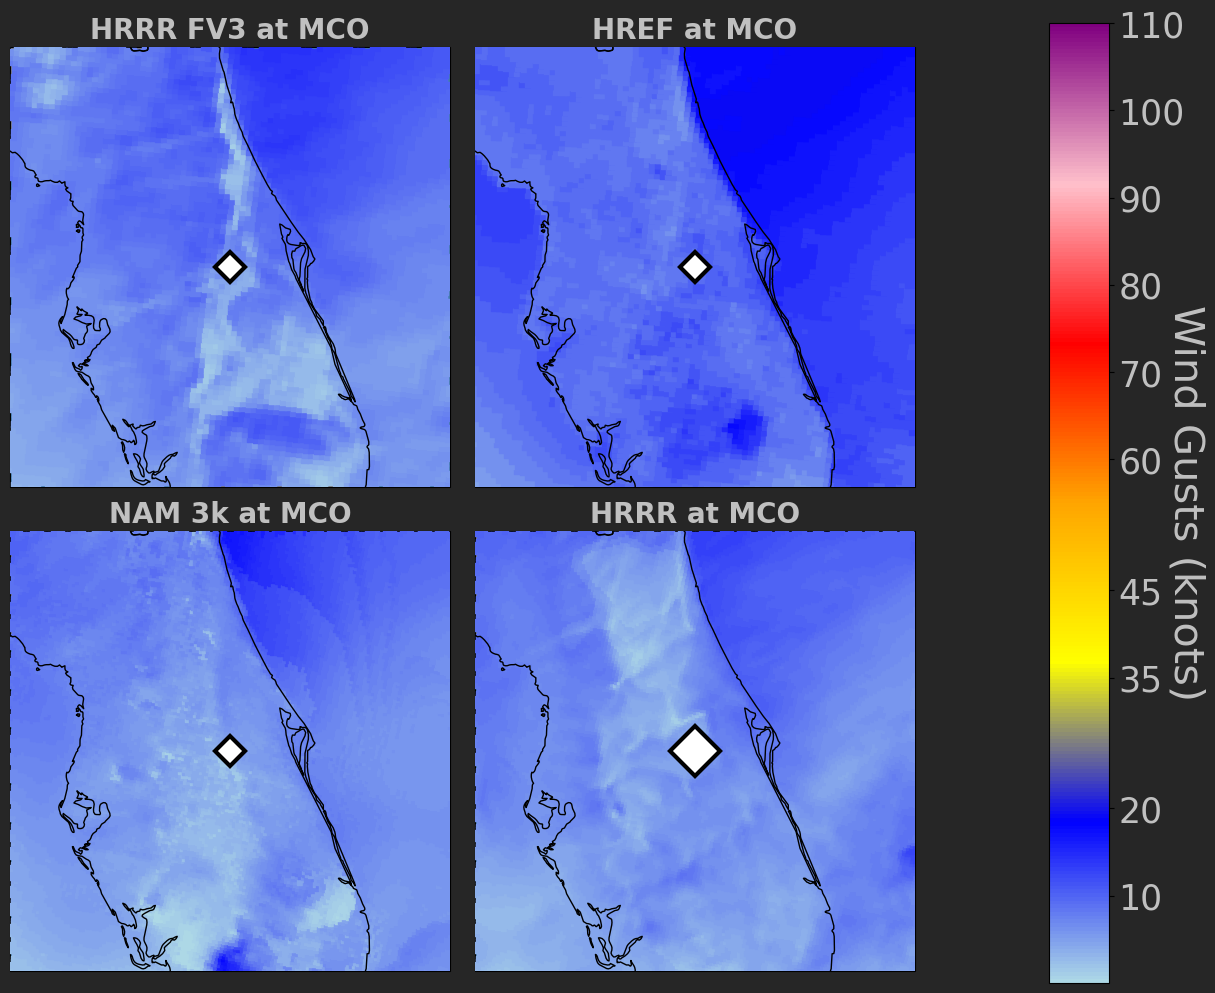 HRRR FV3 at MCO
HREF at MCO
NAM 3k at MCO
HRRR at MCO
110
100
90
80
70
60
45
35
20
10
Wind Gusts (knots)